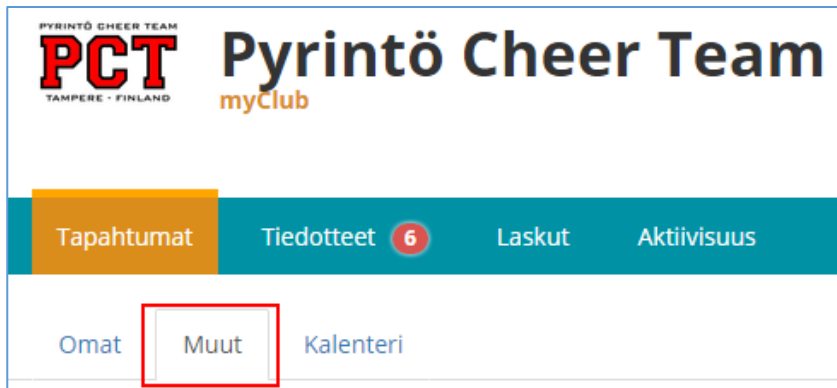 PYRINTÖ CHEER TEAM
PCT
TAMPERE · FINLAND
Pyrintö Cheer Team
myClub
Tapahtumat Tiedotteet 6 Laskut Aktiivisuus
Omat Muut Kalenteri